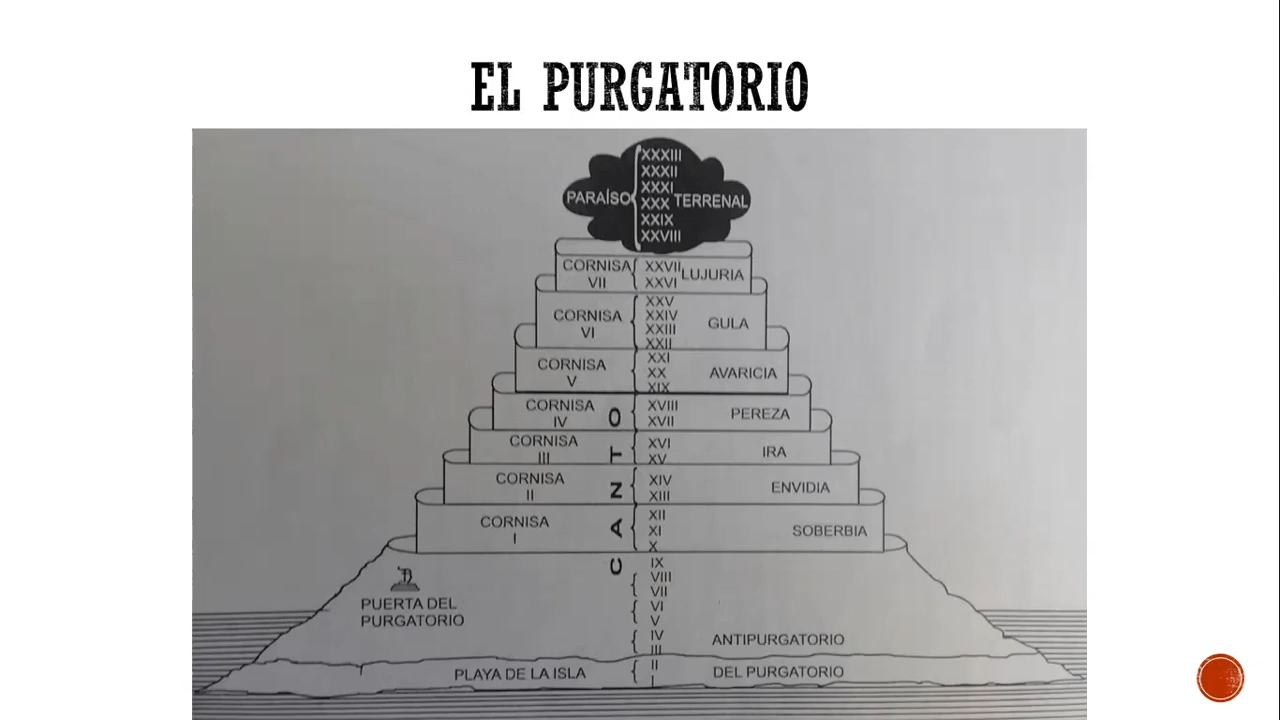 EL PURGATORIO
PARAÍSO TERRENAL
XXXIII
XXXII
XXXI
XXX
XXIX
XXVIII
CORNISA VII
XXVII
XXVI
LUJURIA
CORNISA VI
XXV
XXIV
XXIII
XXII
GULA
CORNISA V
XXI
XX
XIX
AVARICIA
CORNISA IV
XVIII
XVII
PEREZA
CORNISA III
XVI
XV
IRA
CORNISA II
XIV
XIII
ENVIDIA
CORNISA I
XII
XI
X
SOBERBIA
CANTO
IX
VIII
VII
VI
V
IV
III
II
I
PUERTA DEL
PURGATORIO
ANTIPURGATORIO
PLAYA DE LA ISLA
DEL PURGATORIO